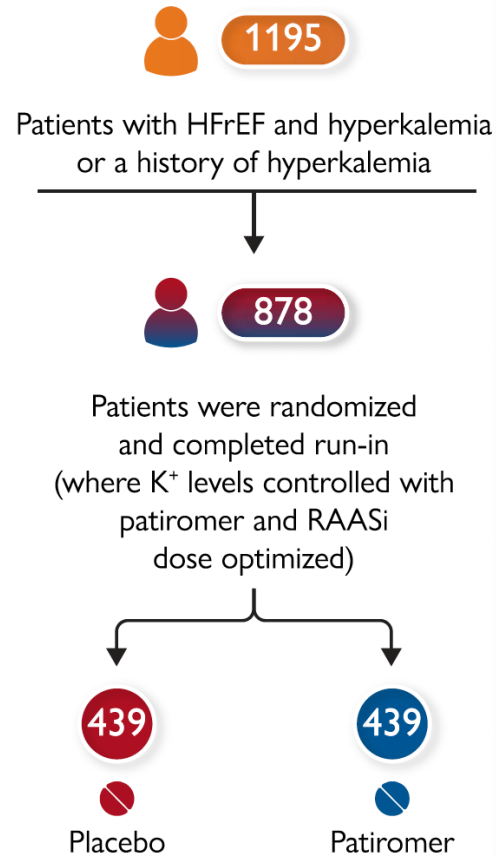 1195
Patients with HFrEF and hyperkalemia
or a history of hyperkalemia
878
Patients were randomized
and completed run-in
(where K⁺ levels controlled with
patiromer and RAASi
dose optimized)
439
439
Placebo
Patiromer